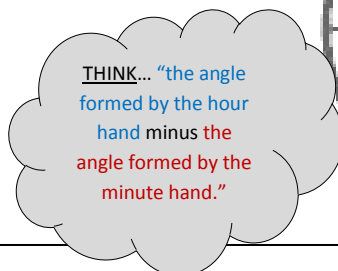 THINK… “the angle
formed by the hour
hand minus the
angle formed by the
minute hand.”